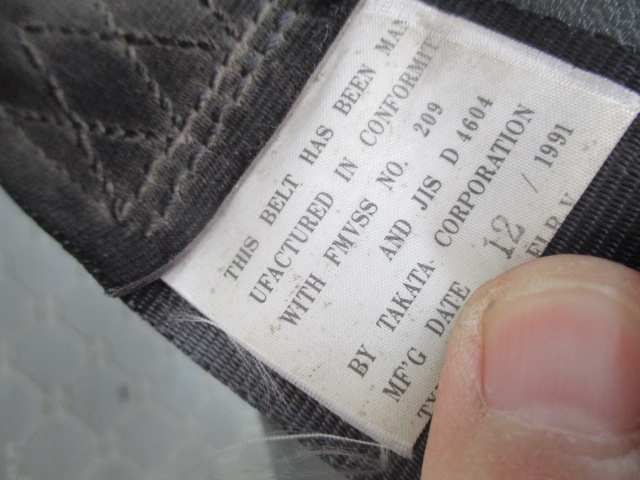 THIS BELT HAS BEEN MAN
UFACTURED IN CONFORMIT
WITH FMVSS NO. 209
AND JIS D 4604
BY TAKATA CORPORATION
MF'G DATE 12 / 1991